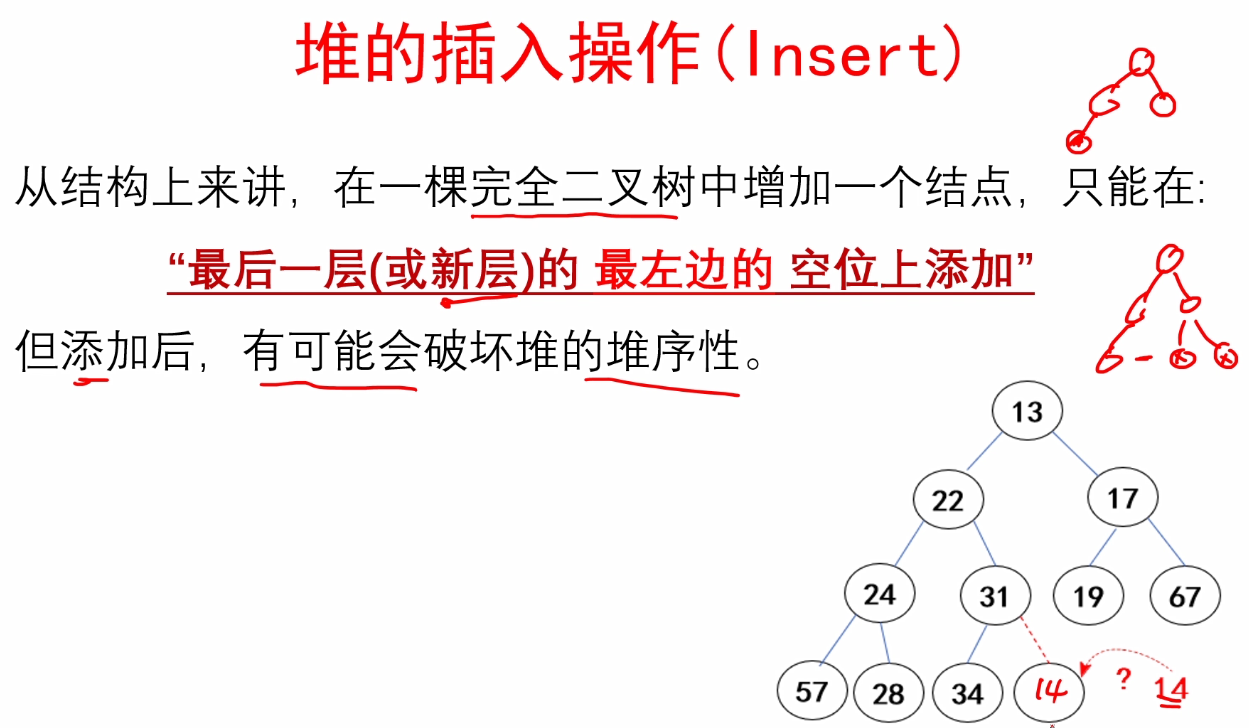 堆的插入操作(Insert)
从结构上来讲，在一棵完全二叉树中增加一个结点，只能在:
“最后一层(或新层)的 最左边的 空位上添加”
但添加后，有可能会破坏堆的堆序性。
13
22 17
24 31 19 67
57 28 34 14 ? 14